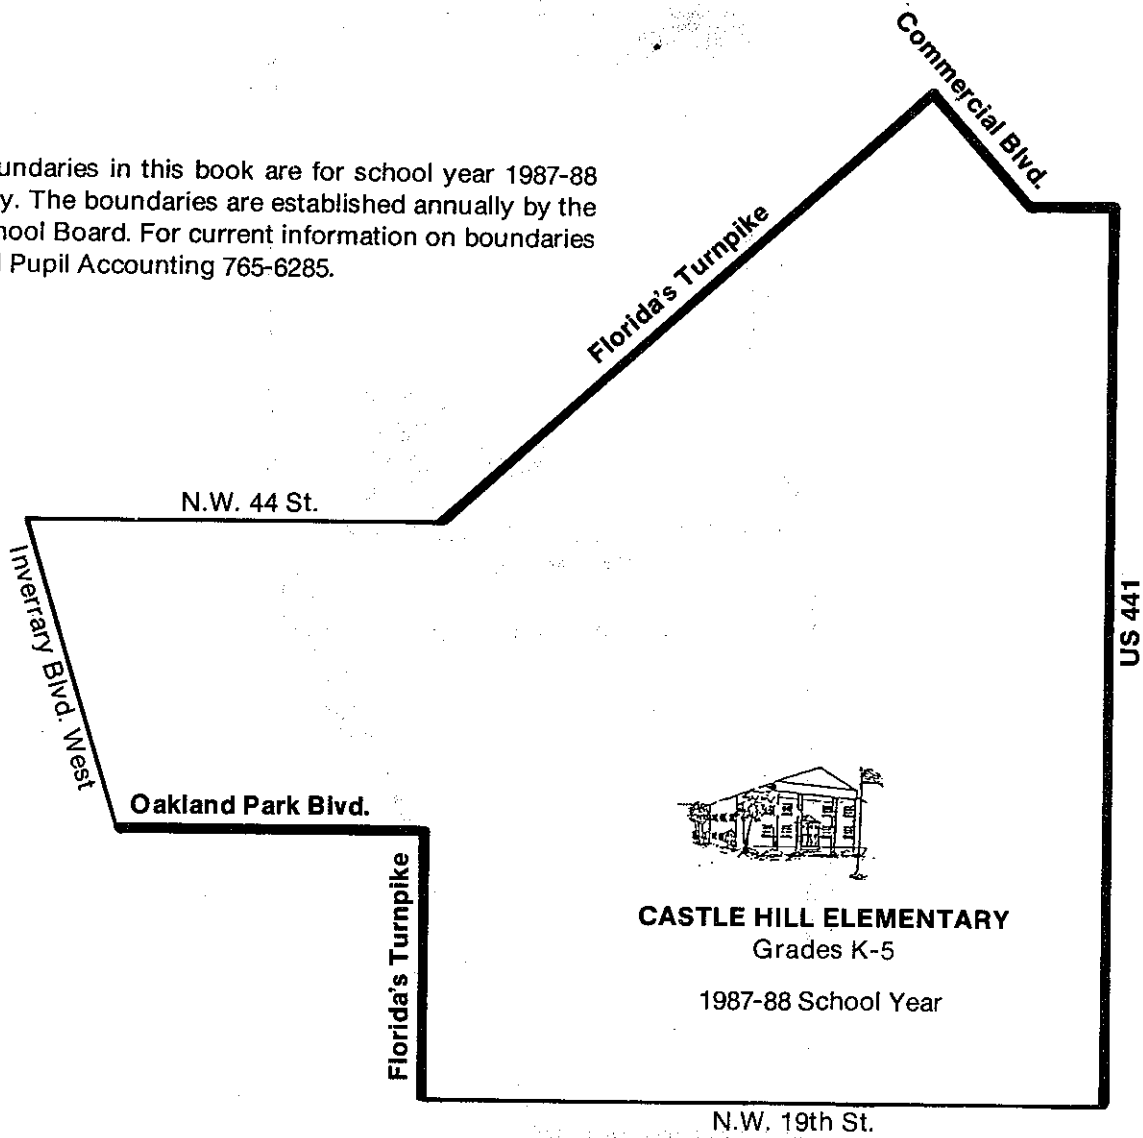 Commercial Blvd.
undaries in this book are for school year 1987-88
y. The boundaries are established annually by the
hool Board. For current information on boundaries
Pupil Accounting 765-6285.
Florida's Turnpike
N.W. 44 St.
Inverrary Blvd. West
US 441
Oakland Park Blvd.
Florida's Turnpike
CASTLE HILL ELEMENTARY
Grades K-5
1987-88 School Year
N.W. 19th St.